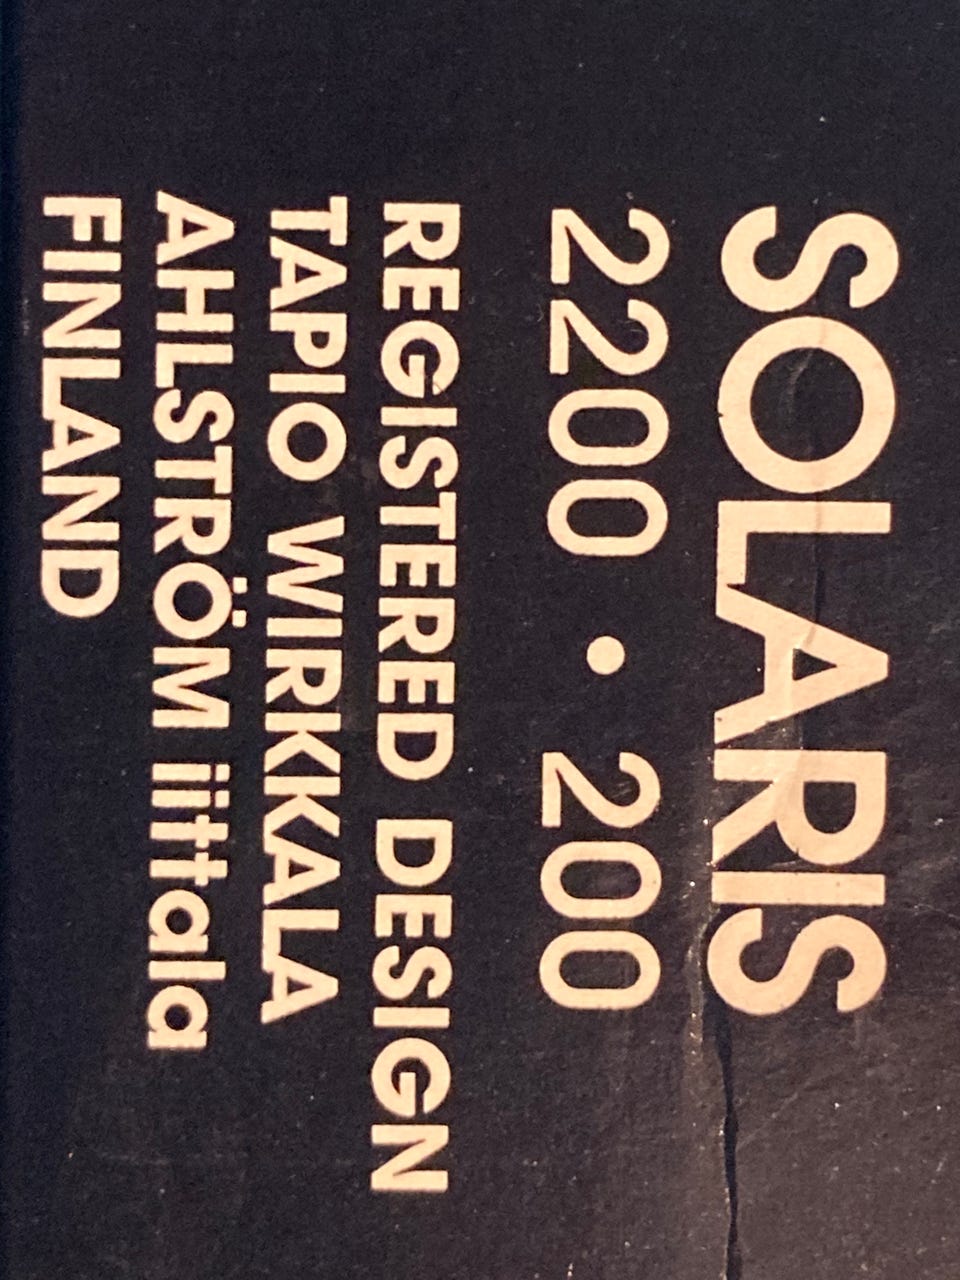 SOLARIS
2200 • 200
REGISTERED DESIGN
TAPIO WIRKKALA
AHLSTRÖM iittala
FINLAND